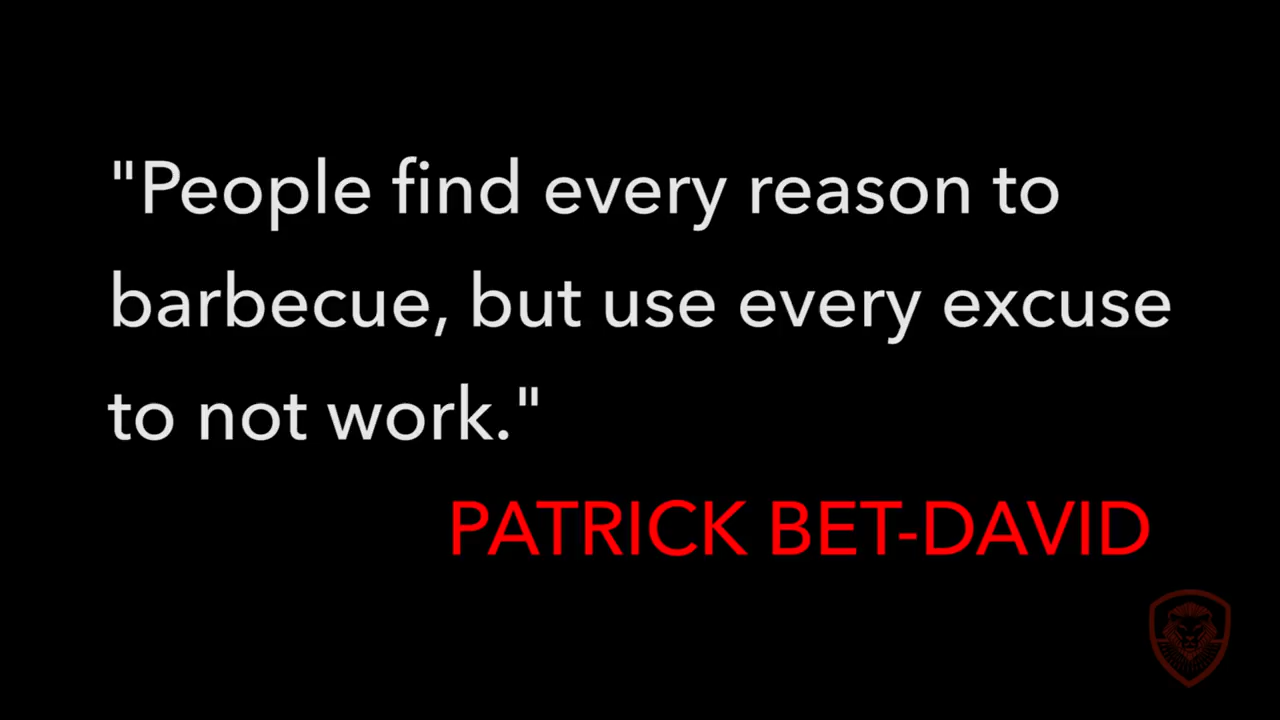 "People find every reason to
barbecue, but use every excuse
to not work."
PATRICK BET-DAVID